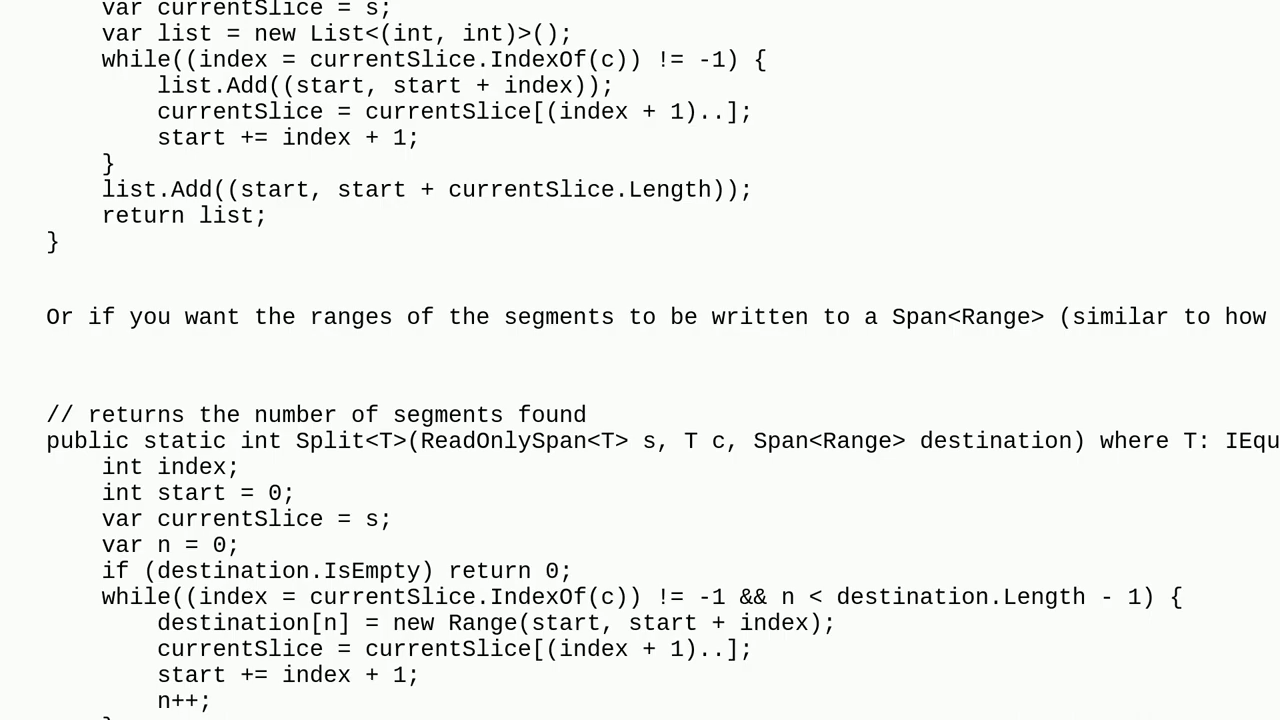 var currentSlice = s;
var list = new List<(int, int)>();
while((index = currentSlice.IndexOf(c)) != -1) {
list.Add((start, start + index));
currentSlice = currentSlice[(index + 1)..];
start += index + 1;
}
list.Add((start, start + currentSlice.Length));
return list;
}
Or if you want the ranges of the segments to be written to a Span<Range> (similar to how
// returns the number of segments found
public static int Split<T>(ReadOnlySpan<T> s, T c, Span<Range> destination) where T: IEqu
int index;
int start = 0;
var currentSlice = s;
var n = 0;
if (destination.IsEmpty) return 0;
while((index = currentSlice.IndexOf(c)) != -1 && n < destination.Length - 1) {
destination[n] = new Range(start, start + index);
currentSlice = currentSlice[(index + 1)..];
start += index + 1;
n++;